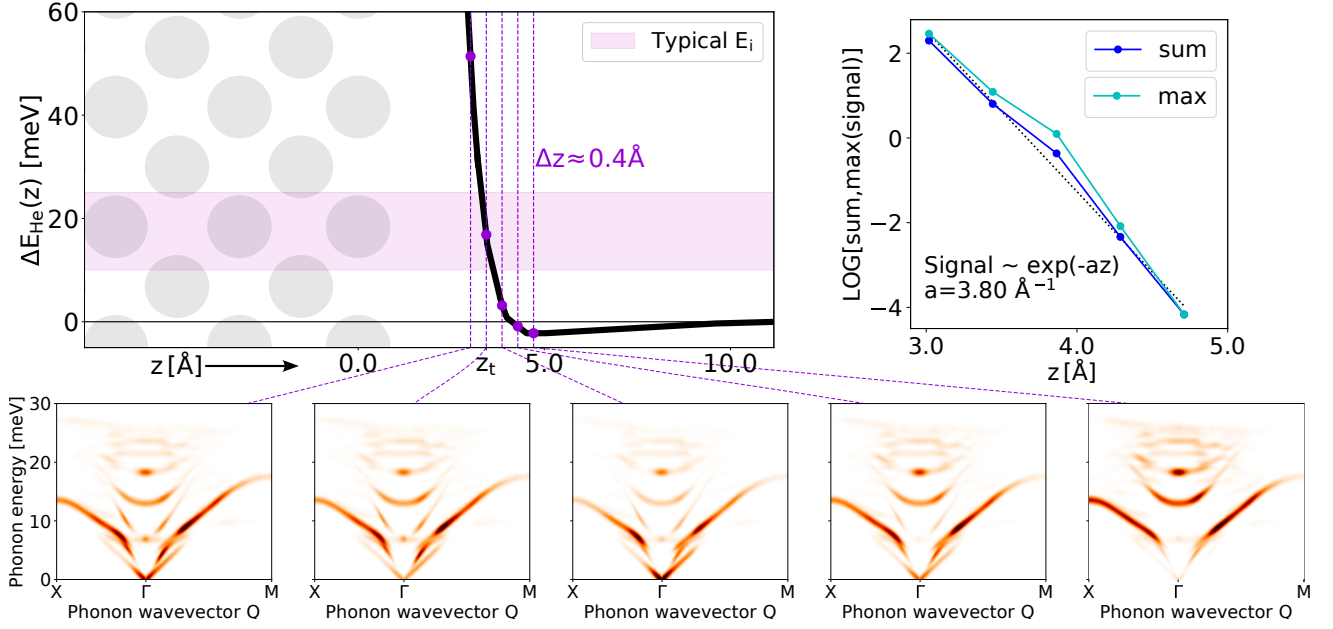 60
40
20
0
ΔE_He(z) [meV]
Typical E_i
Δz≈0.4Å
z [Å]
0.0
z_t
5.0
10.0
2
0
−2
−4
LOG[sum,max(signal)]
sum
max
Signal ~ exp(-az)
a=3.80 Å⁻¹
3.0
4.0
5.0
z [Å]
30
20
10
0
Phonon energy [meV]
X Γ M
Phonon wavevector Q
X Γ M
Phonon wavevector Q
X Γ M
Phonon wavevector Q
X Γ M
Phonon wavevector Q
X Γ M
Phonon wavevector Q